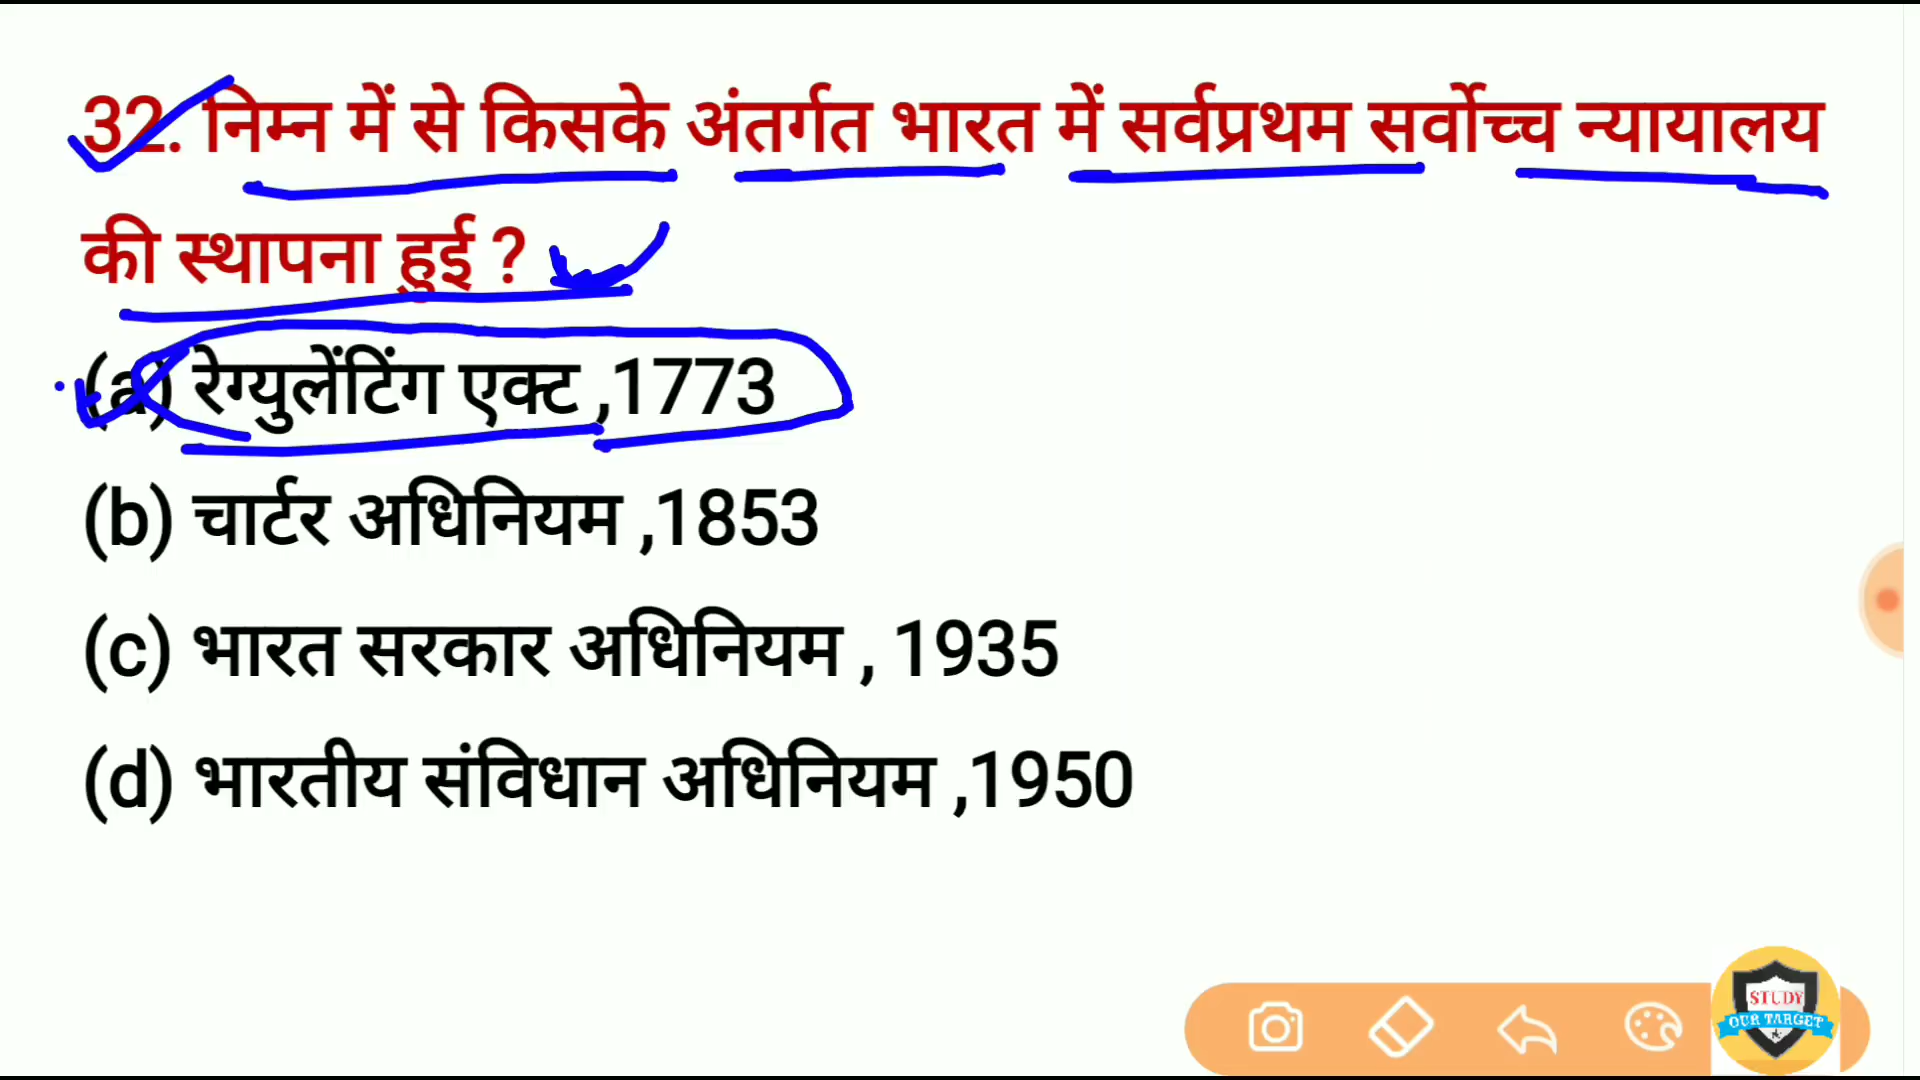 32. निम्न में से किसके अंतर्गत भारत में सर्वप्रथम सर्वोच्च न्यायालय
की स्थापना हुई ?
(a) रेग्युलेंटिंग एक्ट ,1773
(b) चार्टर अधिनियम ,1853
(c) भारत सरकार अधिनियम , 1935
(d) भारतीय संविधान अधिनियम ,1950
STUDY
OUR TARGET